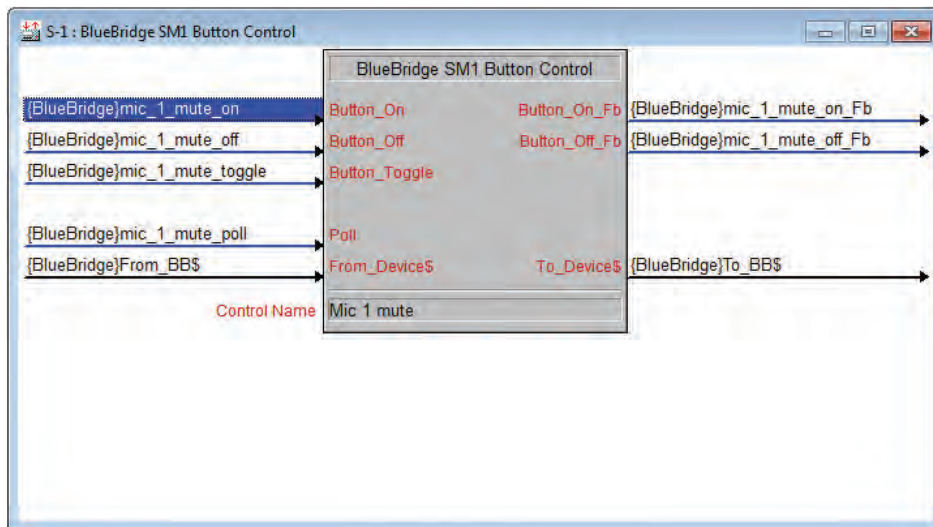 S-1 : BlueBridge SM1 Button Control
BlueBridge SM1 Button Control
{BlueBridge}mic_1_mute_on Button_On Button_On_Fb {BlueBridge}mic_1_mute_on_Fb
{BlueBridge}mic_1_mute_off Button_Off Button_Off_Fb {BlueBridge}mic_1_mute_off_Fb
{BlueBridge}mic_1_mute_toggle Button_Toggle
{BlueBridge}mic_1_mute_poll Poll
{BlueBridge}From_BB$ From_Device$ To_Device$ {BlueBridge}To_BB$
Control Name Mic 1 mute